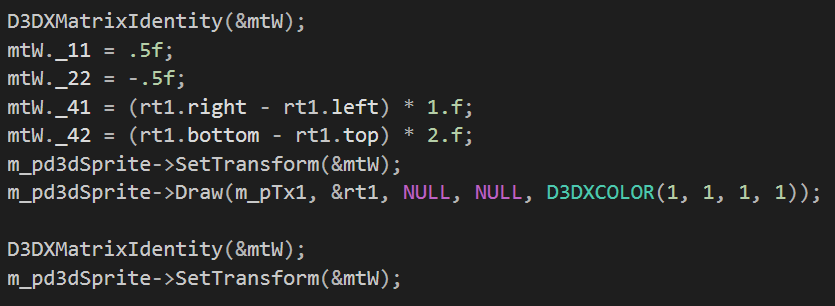 D3DXMatrixIdentity(&mtW);
mtW._11 = .5f;
mtW._22 = -.5f;
mtW._41 = (rt1.right - rt1.left) * 1.f;
mtW._42 = (rt1.bottom - rt1.top) * 2.f;
m_pd3dSprite->SetTransform(&mtW);
m_pd3dSprite->Draw(m_pTx1, &rt1, NULL, NULL, D3DXCOLOR(1, 1, 1, 1));
D3DXMatrixIdentity(&mtW);
m_pd3dSprite->SetTransform(&mtW);